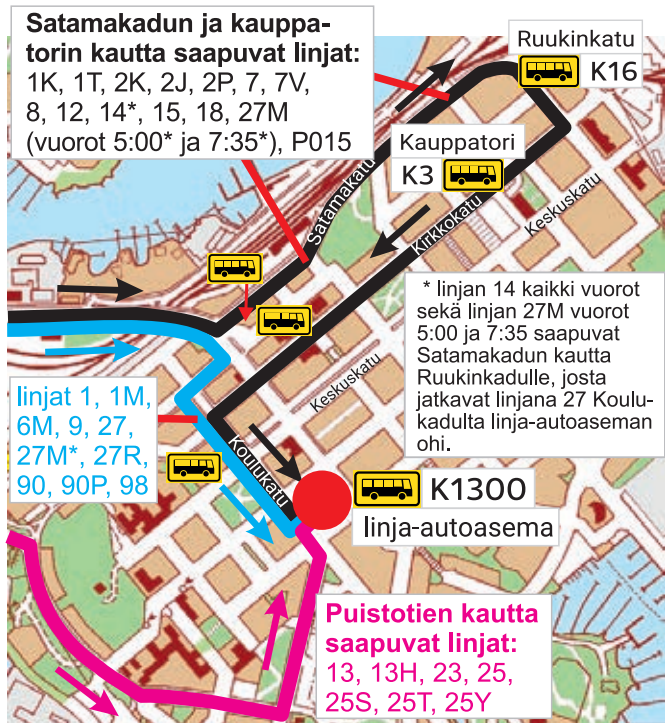 Satamakadun ja kauppa-
torin kautta saapuvat linjat:
1K, 1T, 2K, 2J, 2P, 7, 7V,
8, 12, 14*, 15, 18, 27M
(vuorot 5:00* ja 7:35*), P015
Ruukinkatu
K16
Kauppatori
K3
Satamakatu
Kirkkokatu
Keskuskatu
* linjan 14 kaikki vuorot
sekä linjan 27M vuorot
5:00 ja 7:35 saapuvat
Satamakadun kautta
Ruukinkadulle, josta
jatkavat linjana 27 Koulu-
kadulta linja-autoaseman
ohi.
Keskuskatu
linjat 1, 1M,
6M, 9, 27,
27M*, 27R,
90, 90P, 98
Koulukatu
K1300
linja-autoasema
Puistotien kautta
saapuvat linjat:
13, 13H, 23, 25,
25S, 25T, 25Y